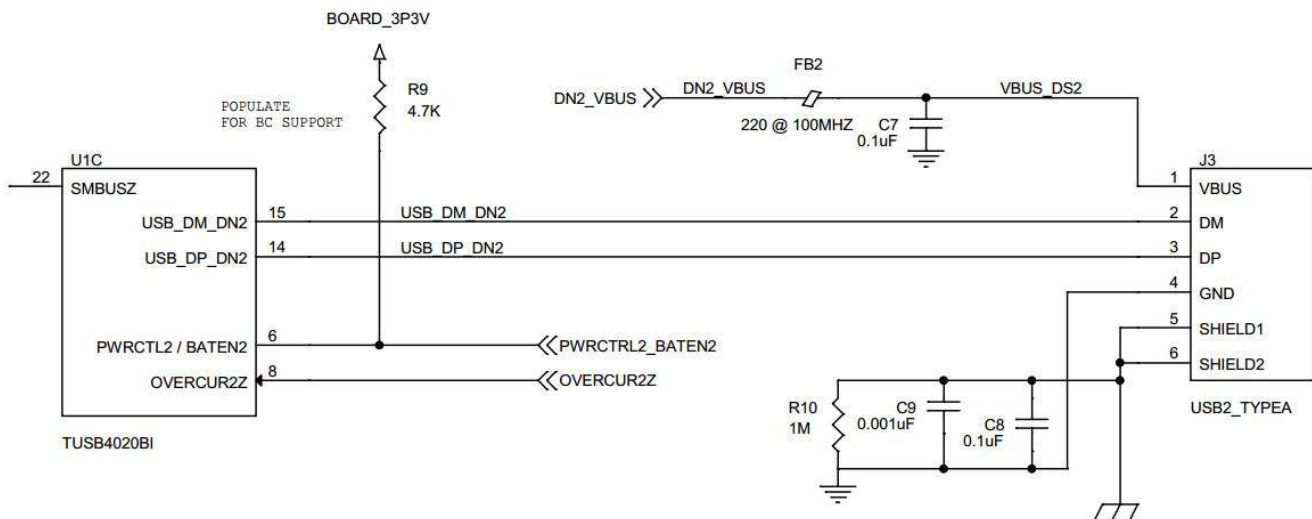 BOARD_3P3V
R9
4.7K
POPULATE
FOR BC SUPPORT
FB2
DN2_VBUS
DN2_VBUS
VBUS_DS2
220 @ 100MHZ
C7
0.1uF
U1C
22
SMBUSZ
USB_DM_DN2
15
USB_DM_DN2
USB_DP_DN2
14
USB_DP_DN2
PWRCTL2 / BATEN2
6
PWRCTRL2_BATEN2
OVERCUR2Z
8
OVERCUR2Z
TUSB4020BI
J3
1
VBUS
2
DM
3
DP
4
GND
5
SHIELD1
6
SHIELD2
USB2_TYPEA
R10
1M
C9
0.001uF
C8
0.1uF